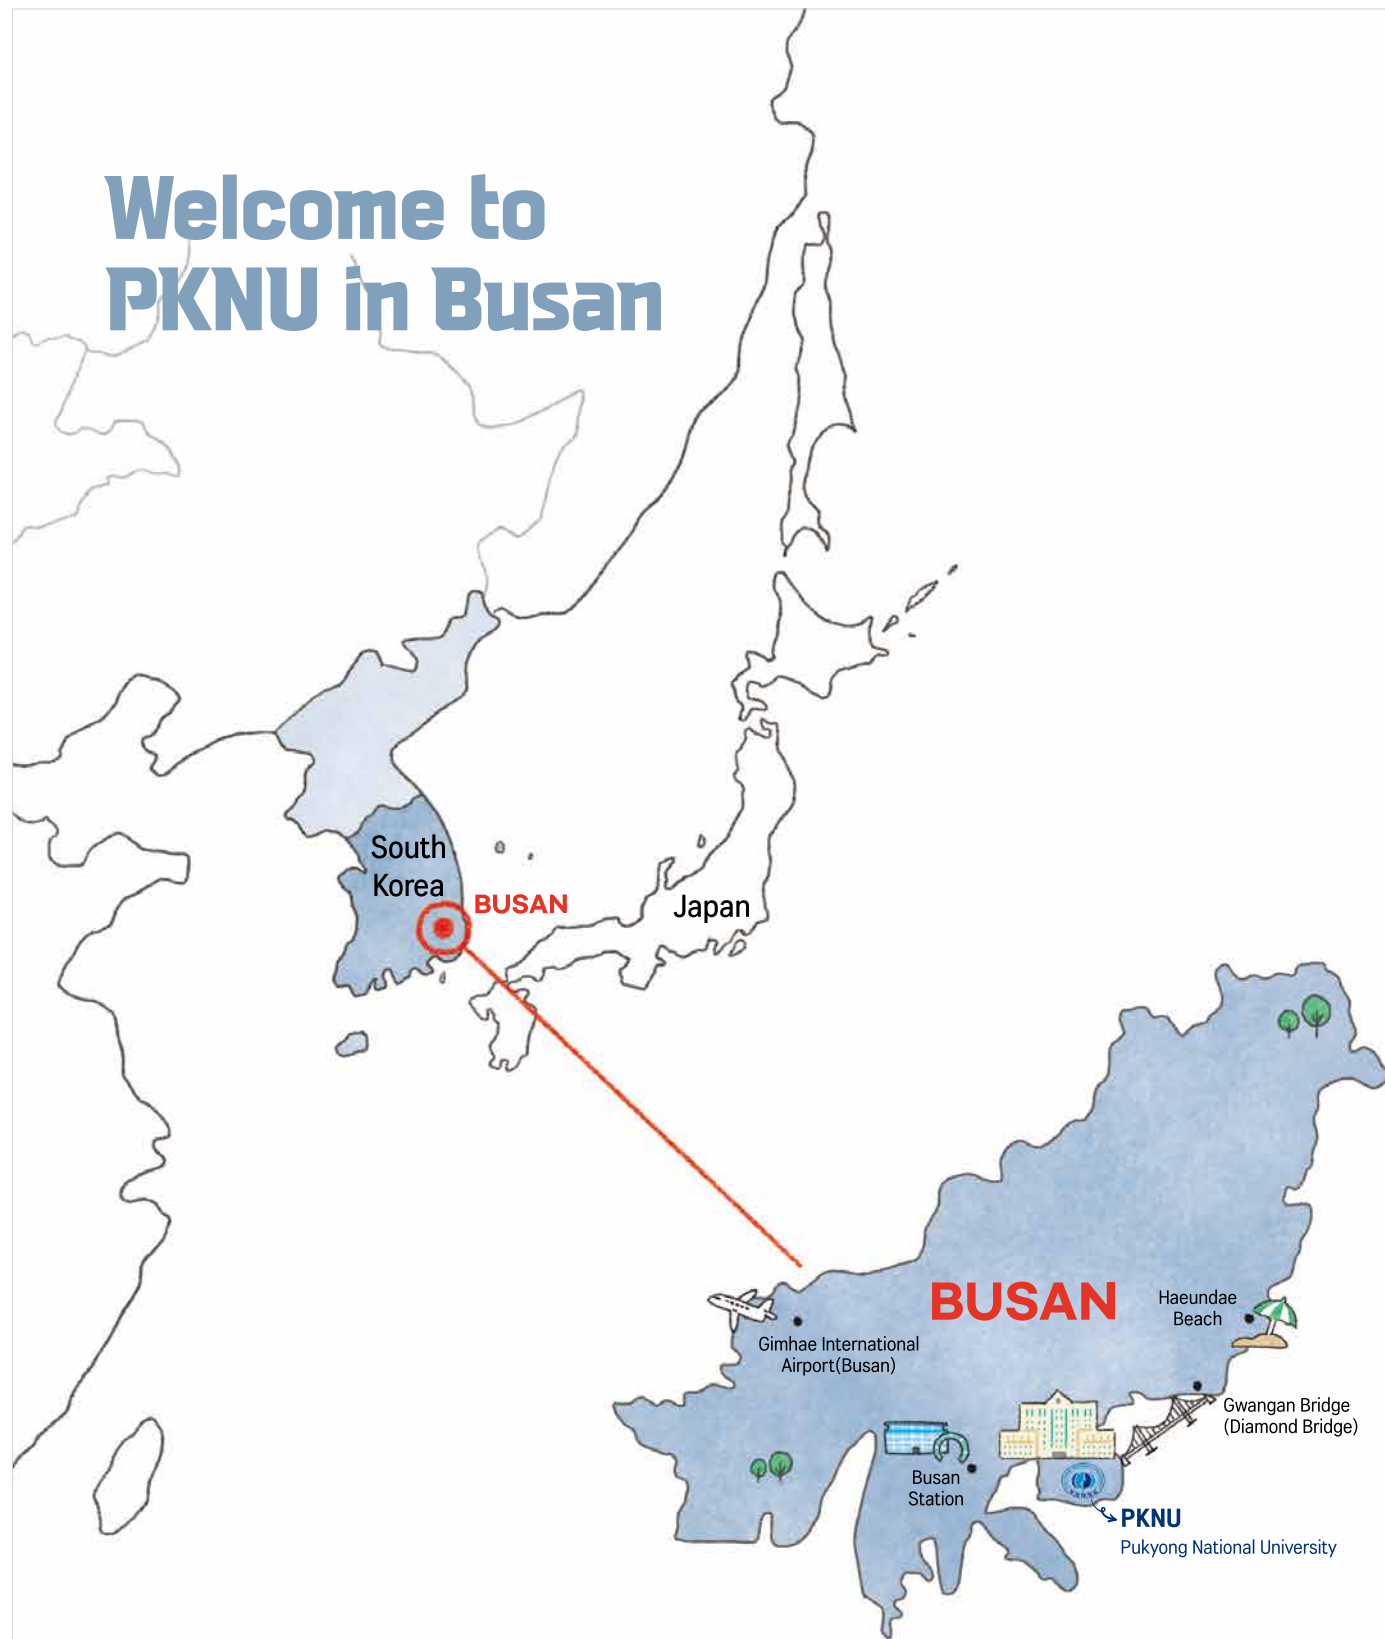 Welcome to
PKNU in Busan
South
Korea
BUSAN
Japan
BUSAN
Haeundae
Beach
Gimhae International
Airport(Busan)
Gwangan Bridge
(Diamond Bridge)
Busan
Station
PKNU
Pukyong National University